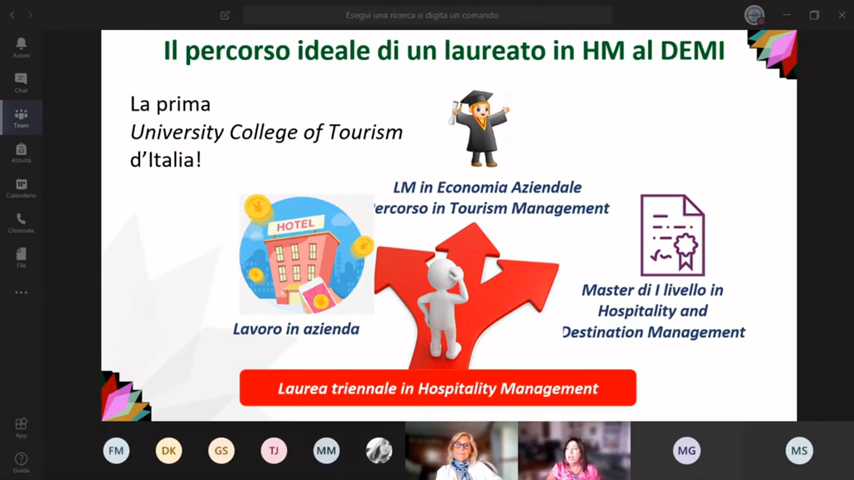 Esegui una ricerca o digita un comando
Azioni
Chat
Team
Attività
Calendario
Chiamate
File
App
Guida
Il percorso ideale di un laureato in HM al DEMI
La prima
University College of Tourism
d'Italia!
LM in Economia Aziendale
Percorso in Tourism Management
HOTEL
Lavoro in azienda
Master di I livello in
Hospitality and
Destination Management
Laurea triennale in Hospitality Management
FM
DK
GS
TJ
MM
MG
MS